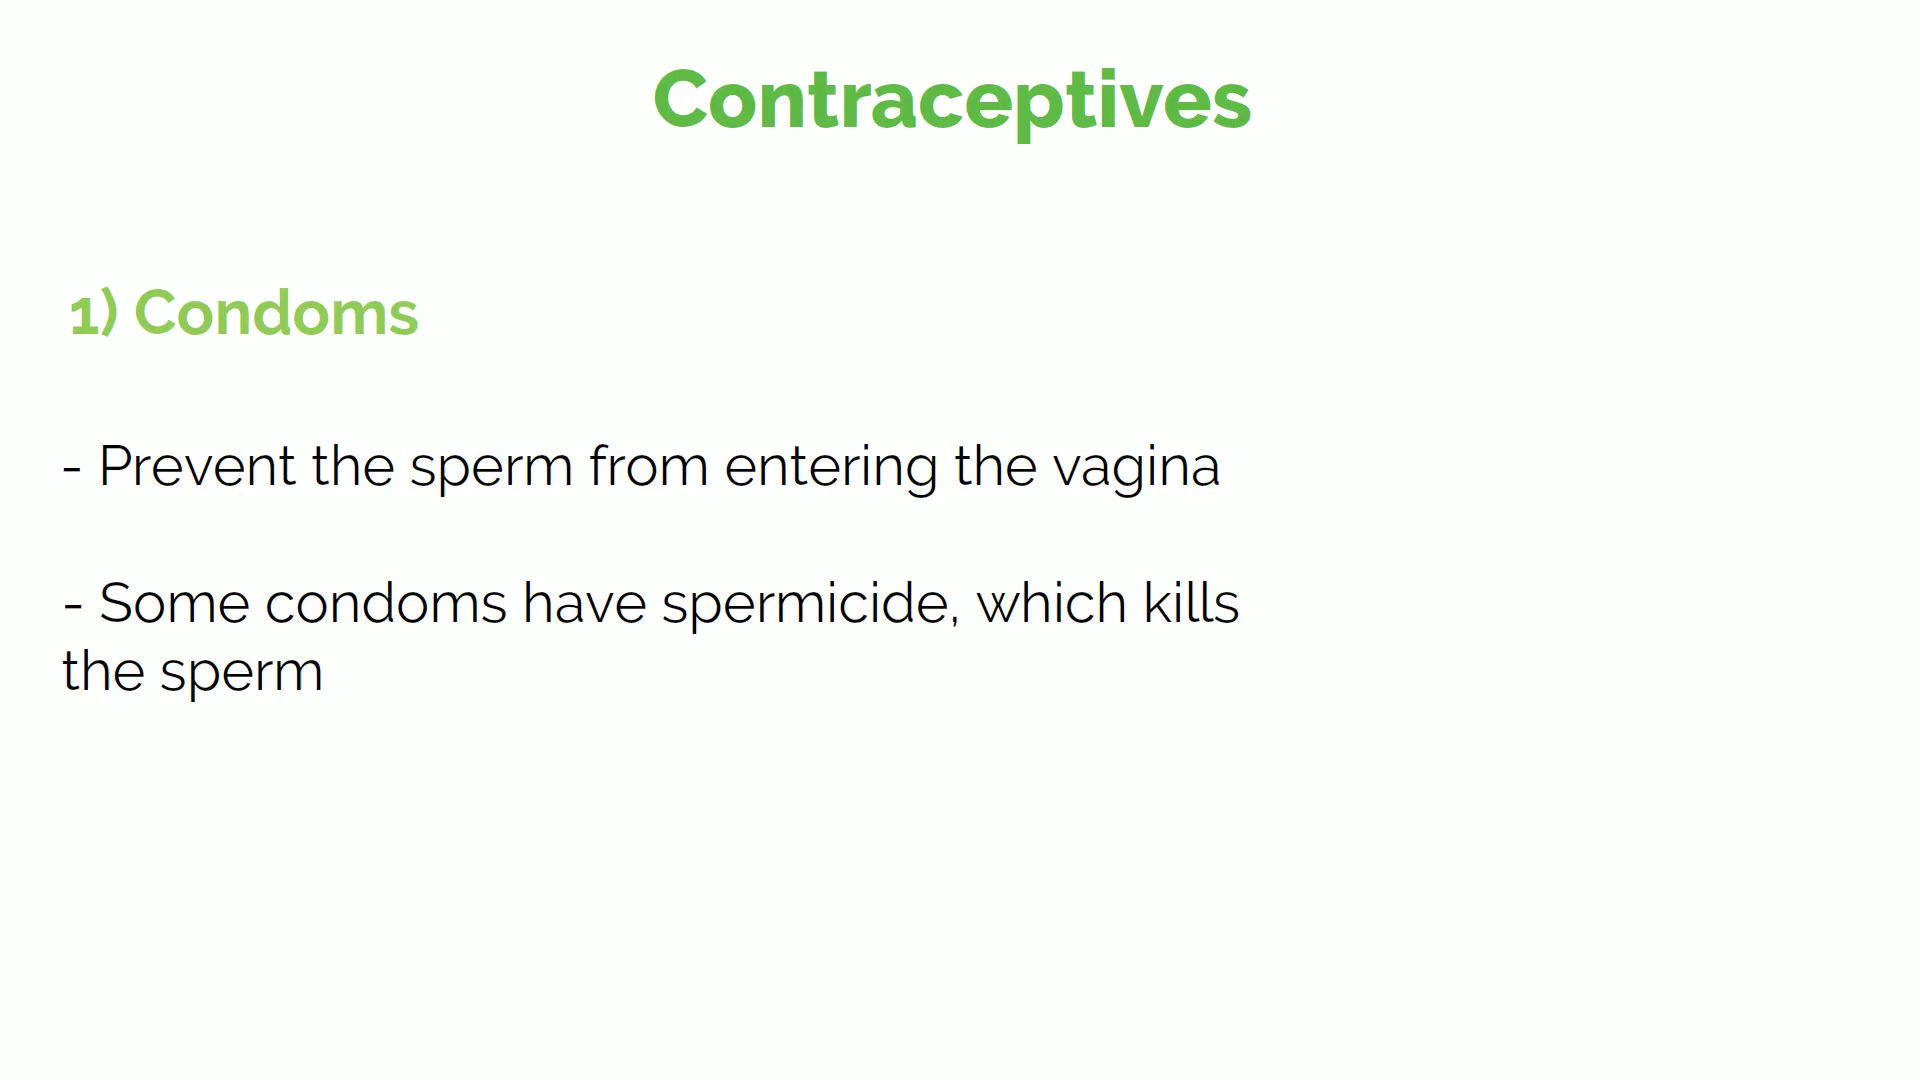 Contraceptives
1) Condoms
- Prevent the sperm from entering the vagina
- Some condoms have spermicide, which kills
the sperm